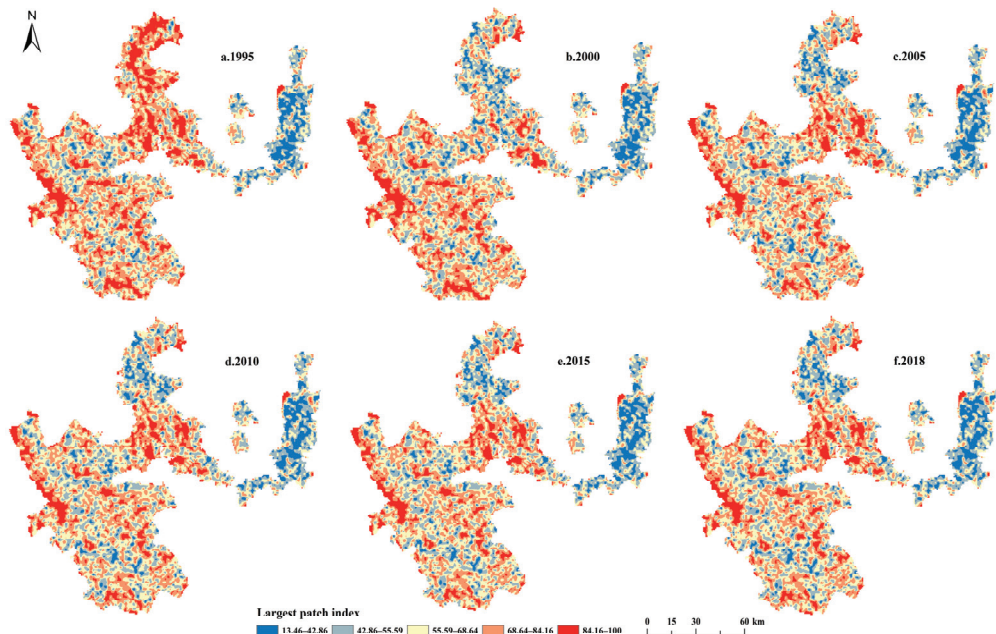 N
a.1995
b.2000
c.2005
d.2010
e.2015
f.2018
Largest patch index
13.46–42.86 42.86–55.59 55.59–68.64 68.64–84.16 84.16–100
0 15 30 60 km